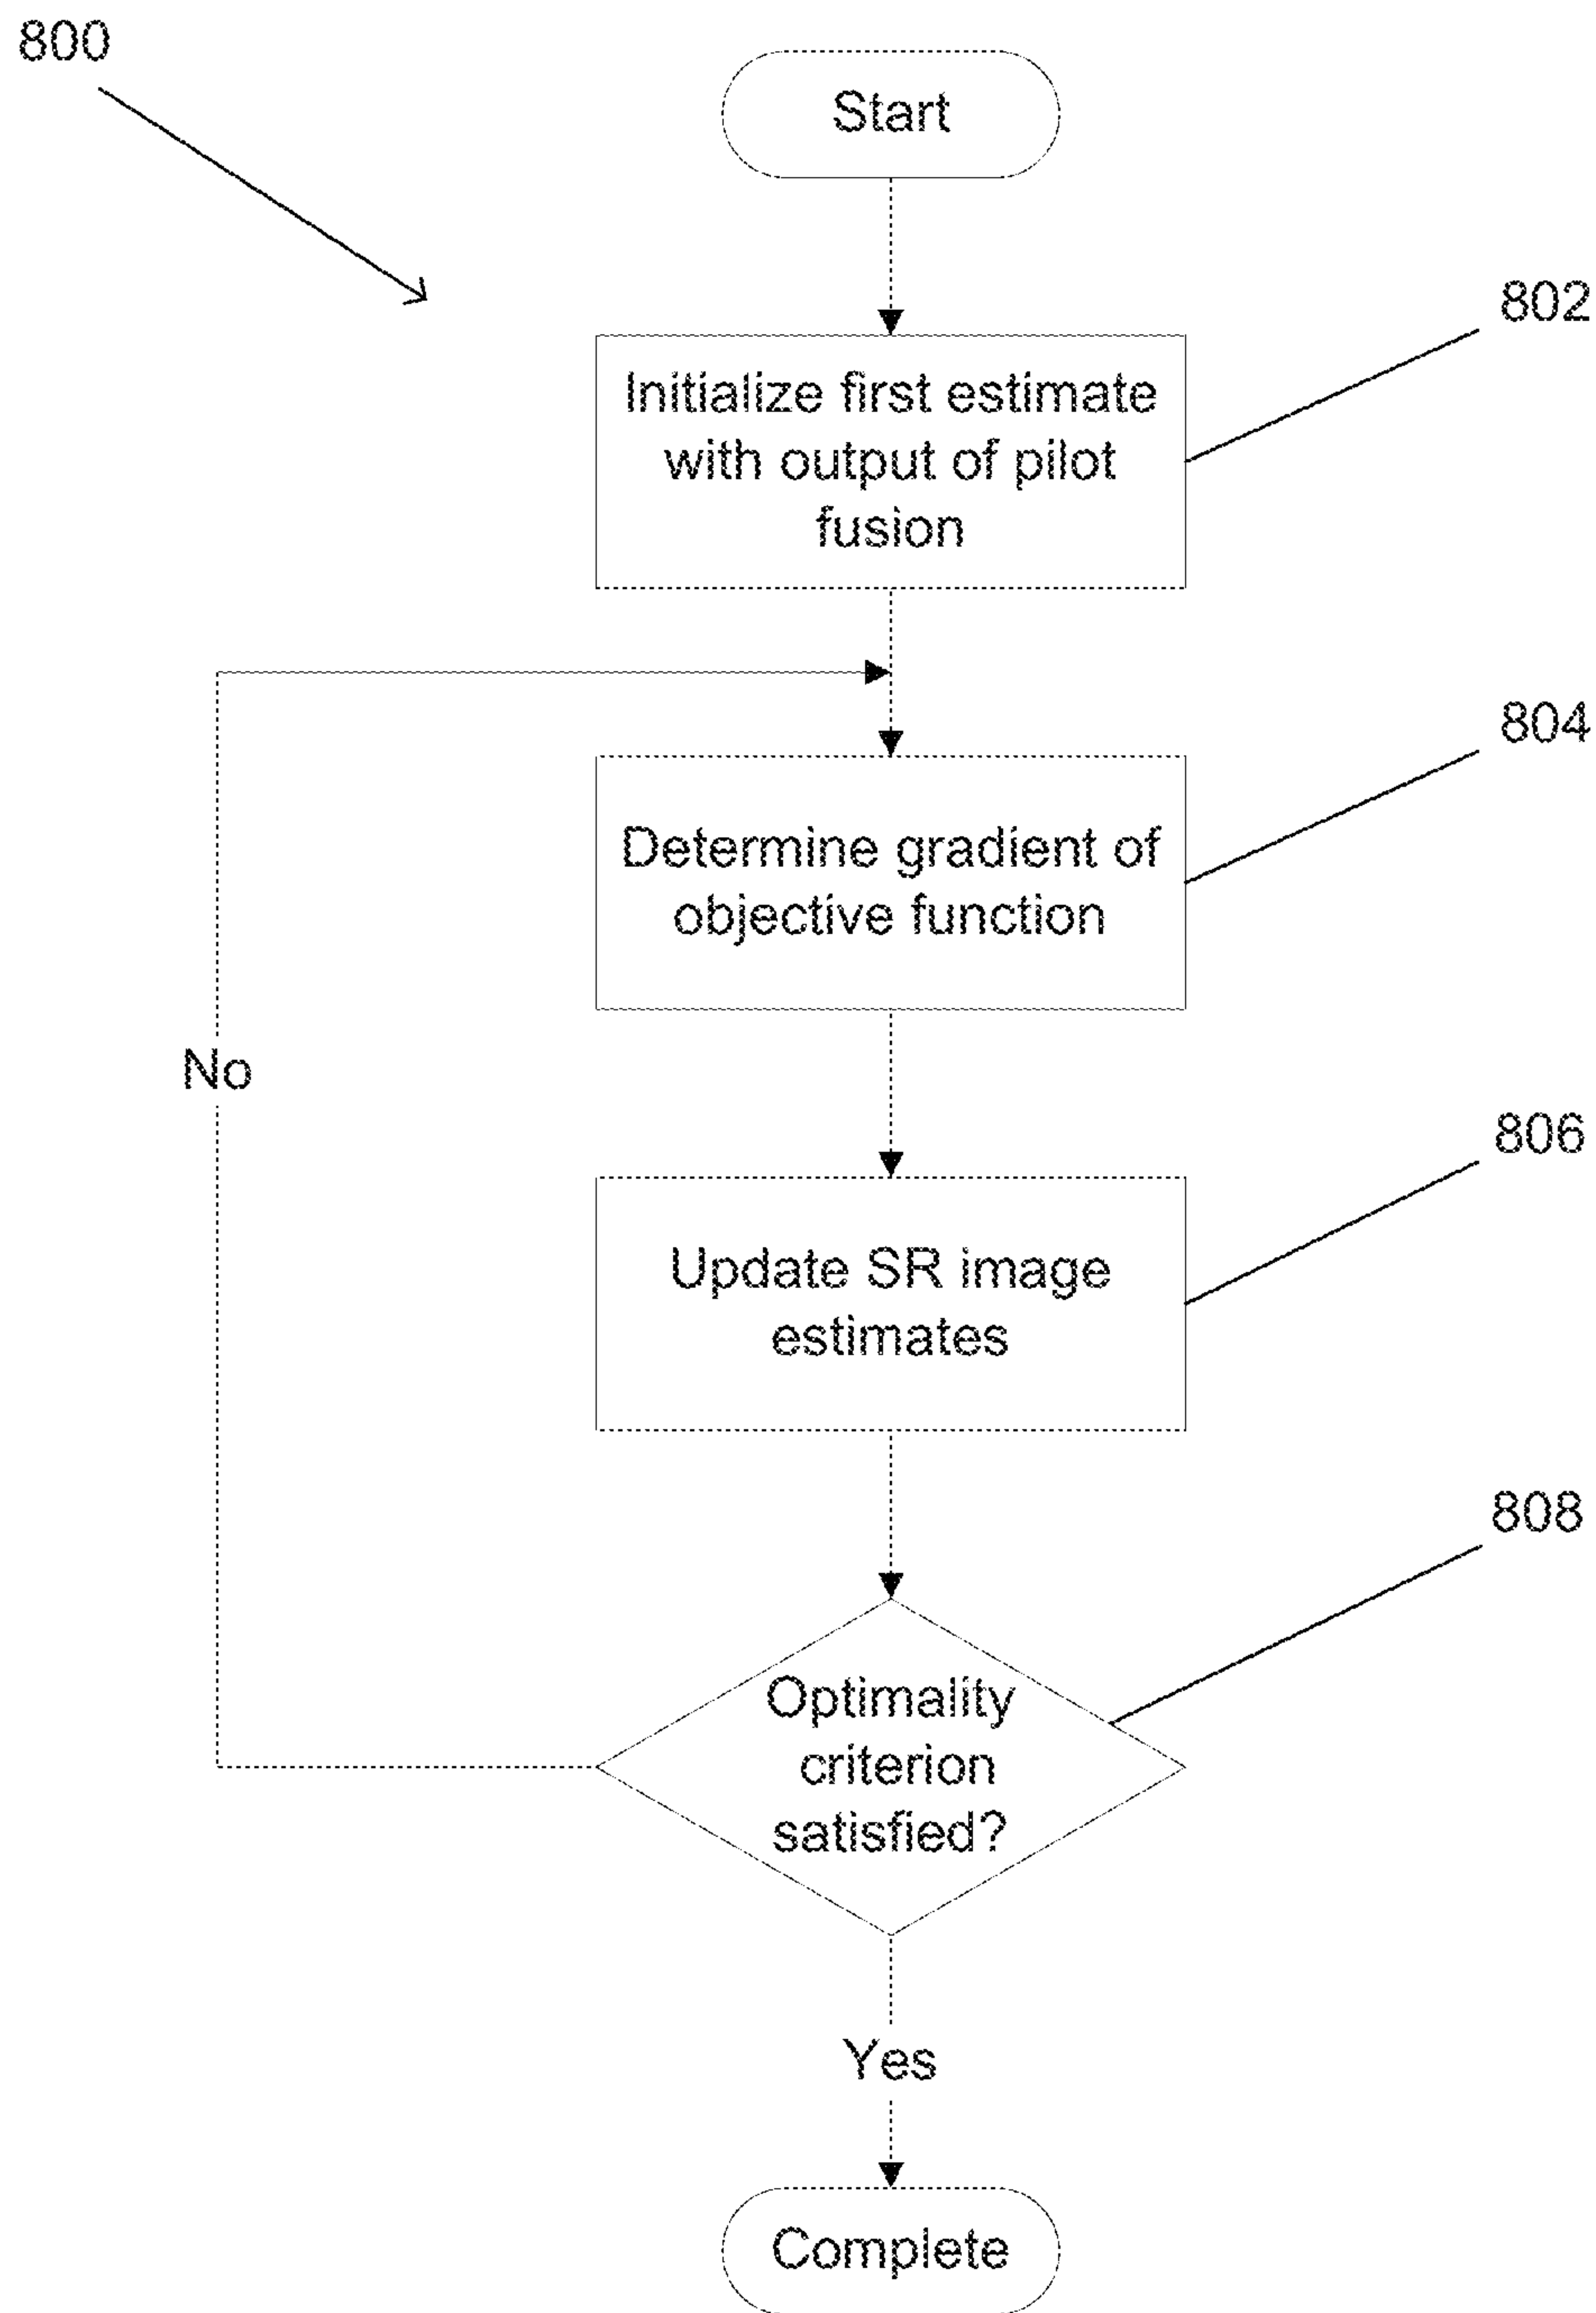 800
Start
802
Initialize first estimate
with output of pilot
fusion
804
Determine gradient of
objective function
No
806
Update SR image
estimates
808
Optimality
criterion
satisfied?
Yes
Complete